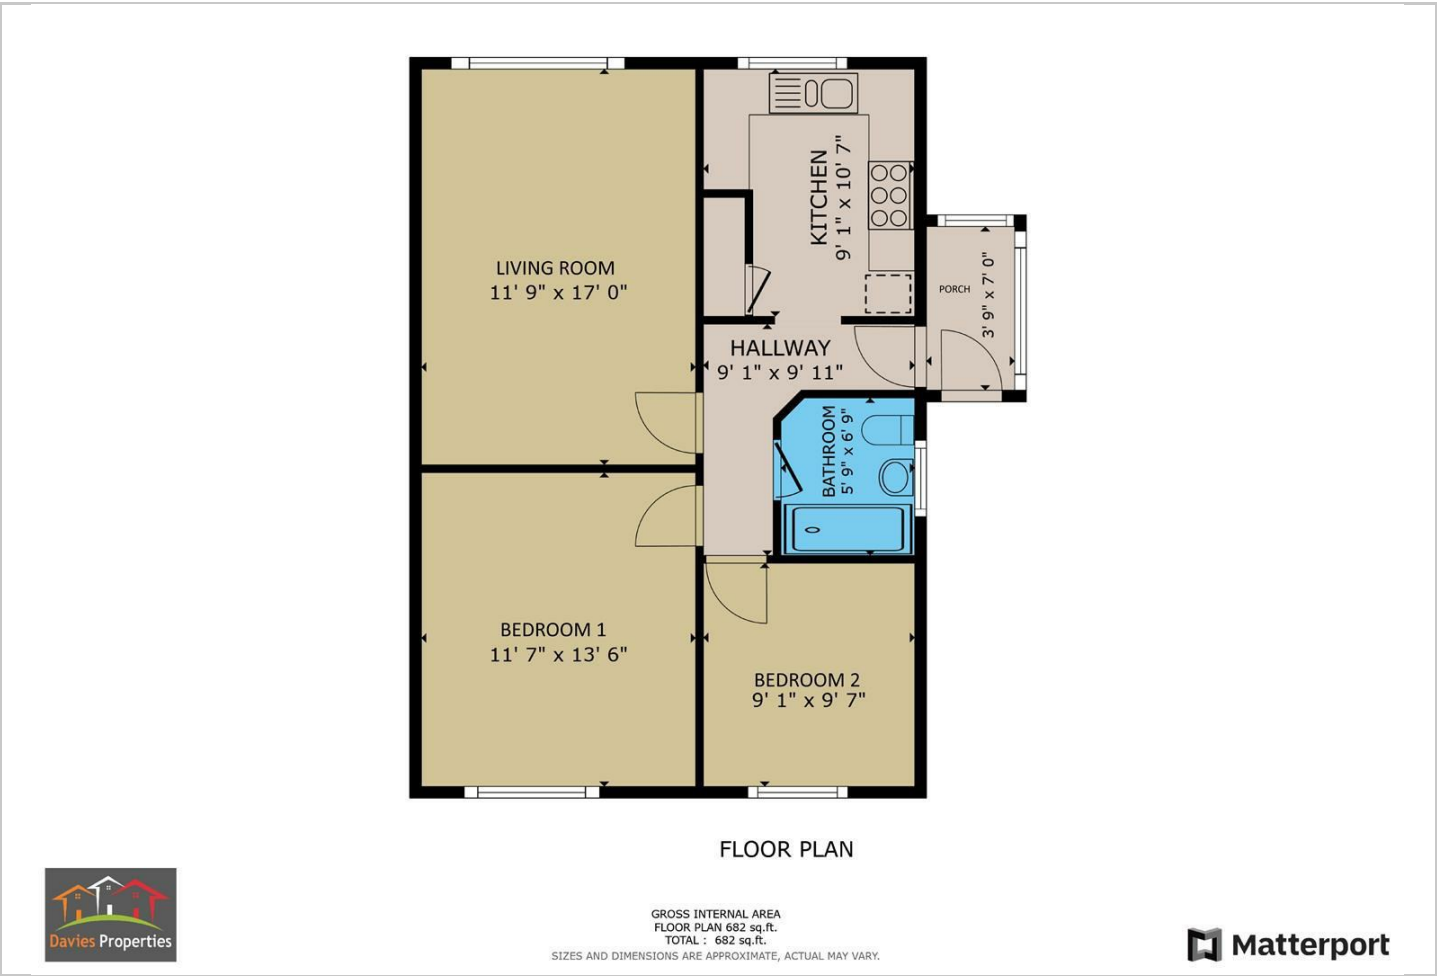 LIVING ROOM
11' 9" x 17' 0"
KITCHEN
9' 1" x 10' 7"
PORCH
3' 9" x 7' 0"
HALLWAY
9' 1" x 9' 11"
BATHROOM
5' 9" x 6' 9"
BEDROOM 1
11' 7" x 13' 6"
BEDROOM 2
9' 1" x 9' 7"
FLOOR PLAN
GROSS INTERNAL AREA
FLOOR PLAN 682 sq.ft.
TOTAL : 682 sq.ft.
SIZES AND DIMENSIONS ARE APPROXIMATE, ACTUAL MAY VARY.
Davies Properties
Matterport